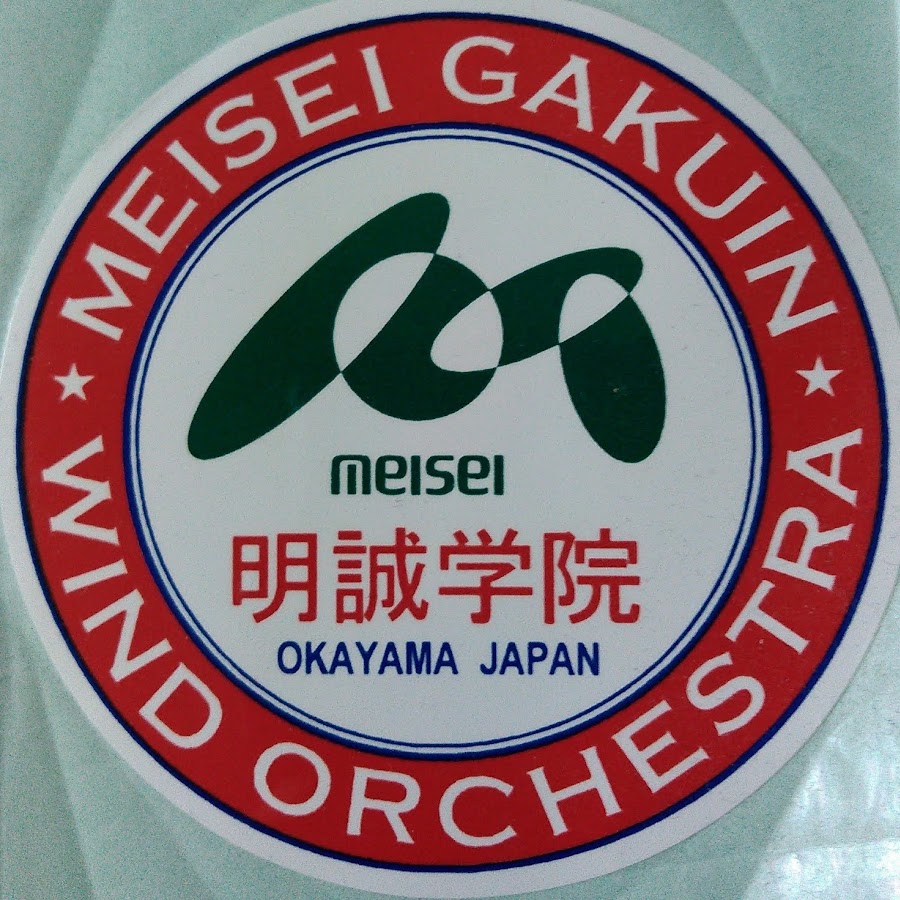 MEISEI GAKUIN
meisei
明誠学院
OKAYAMA JAPAN
WIND ORCHESTRA